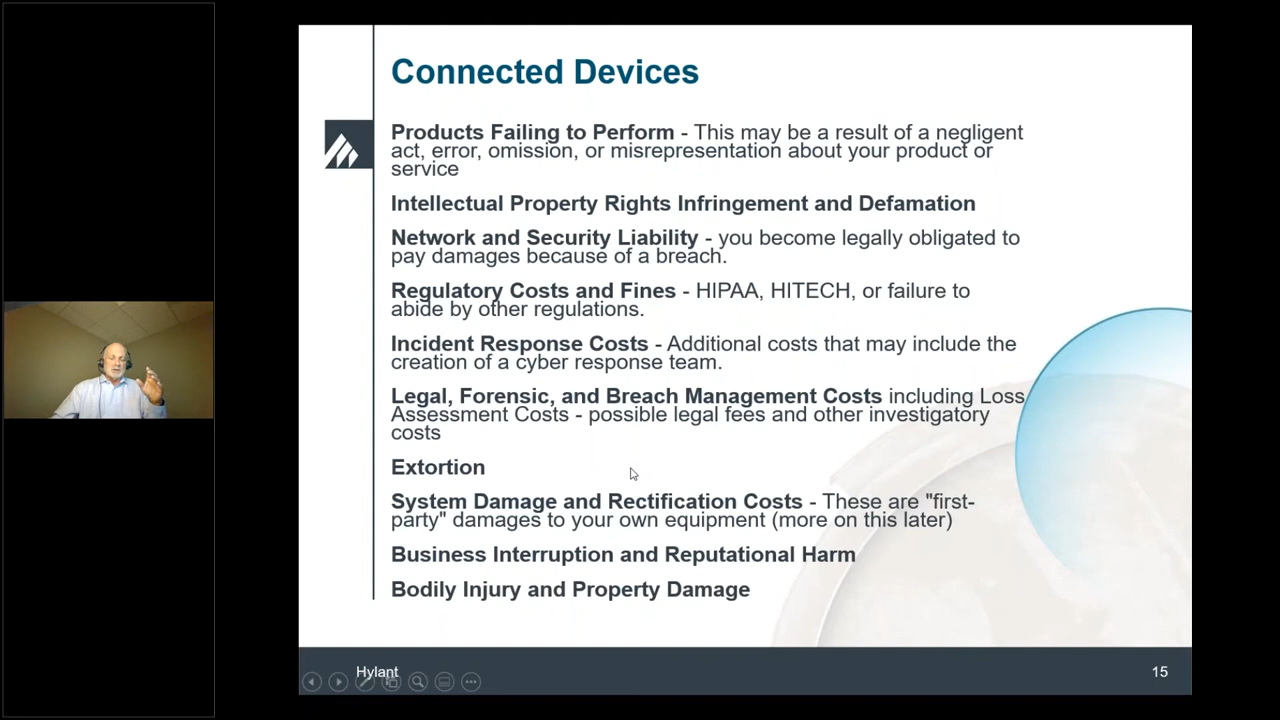 Connected Devices
Products Failing to Perform - This may be a result of a negligent
act, error, omission, or misrepresentation about your product or
service
Intellectual Property Rights Infringement and Defamation
Network and Security Liability - you become legally obligated to
pay damages because of a breach.
Regulatory Costs and Fines - HIPAA, HITECH, or failure to
abide by other regulations.
Incident Response Costs - Additional costs that may include the
creation of a cyber response team.
Legal, Forensic, and Breach Management Costs including Loss
Assessment Costs - possible legal fees and other investigatory
costs
Extortion
System Damage and Rectification Costs - These are "first-
party" damages to your own equipment (more on this later)
Business Interruption and Reputational Harm
Bodily Injury and Property Damage
Hylant
15